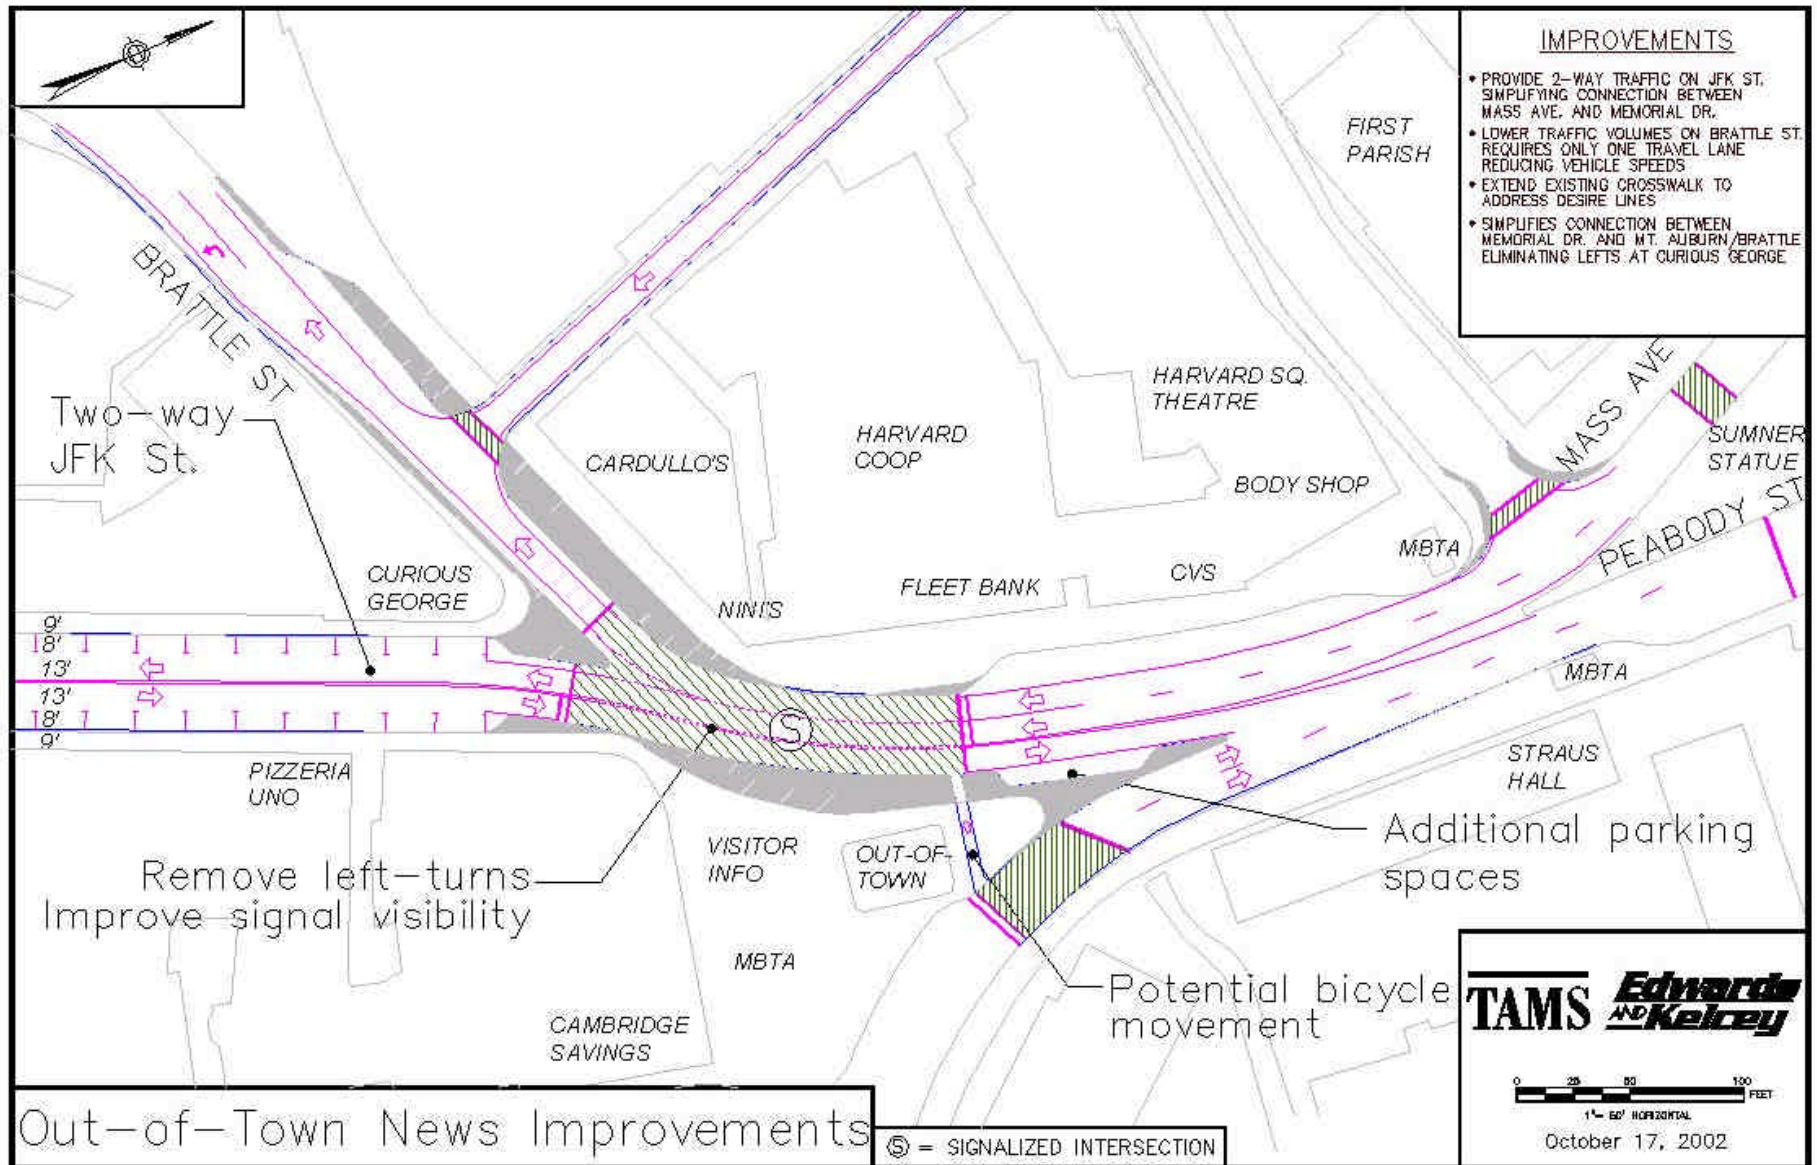 IMPROVEMENTS
• PROVIDE 2-WAY TRAFFIC ON JFK ST.
SIMPLIFYING CONNECTION BETWEEN
MASS AVE. AND MEMORIAL DR.
• LOWER TRAFFIC VOLUMES ON BRATTLE ST.
REQUIRES ONLY ONE TRAVEL LANE
REDUCING VEHICLE SPEEDS
• EXTEND EXISTING CROSSWALK TO
ADDRESS DESIRE LINES
• SIMPLIFIES CONNECTION BETWEEN
MEMORIAL DR. AND MT. AUBURN/BRATTLE
ELIMINATING LEFTS AT CURIOUS GEORGE
FIRST
PARISH
BRATTLE ST
MASS AVE
HARVARD SQ.
THEATRE
Two-way
JFK St.
SUMNER
STATUE
CARDULLO'S
HARVARD
COOP
BODY SHOP
PEABODY ST
MBTA
CURIOUS
GEORGE
NINI'S
FLEET BANK
CVS
9'
8'
13'
13'
8'
9'
MBTA
S
PIZZERIA
UNO
STRAUS
HALL
Additional parking
spaces
VISITOR
INFO
OUT-OF-
TOWN
Remove left-turns
Improve signal visibility
MBTA
Potential bicycle
movement
CAMBRIDGE
SAVINGS
TAMS
Edwards
AND Kelcey
0 25 50 100
FEET
1"= 50' HORIZONTAL
October 17, 2002
Out-of-Town News Improvements
S = SIGNALIZED INTERSECTION